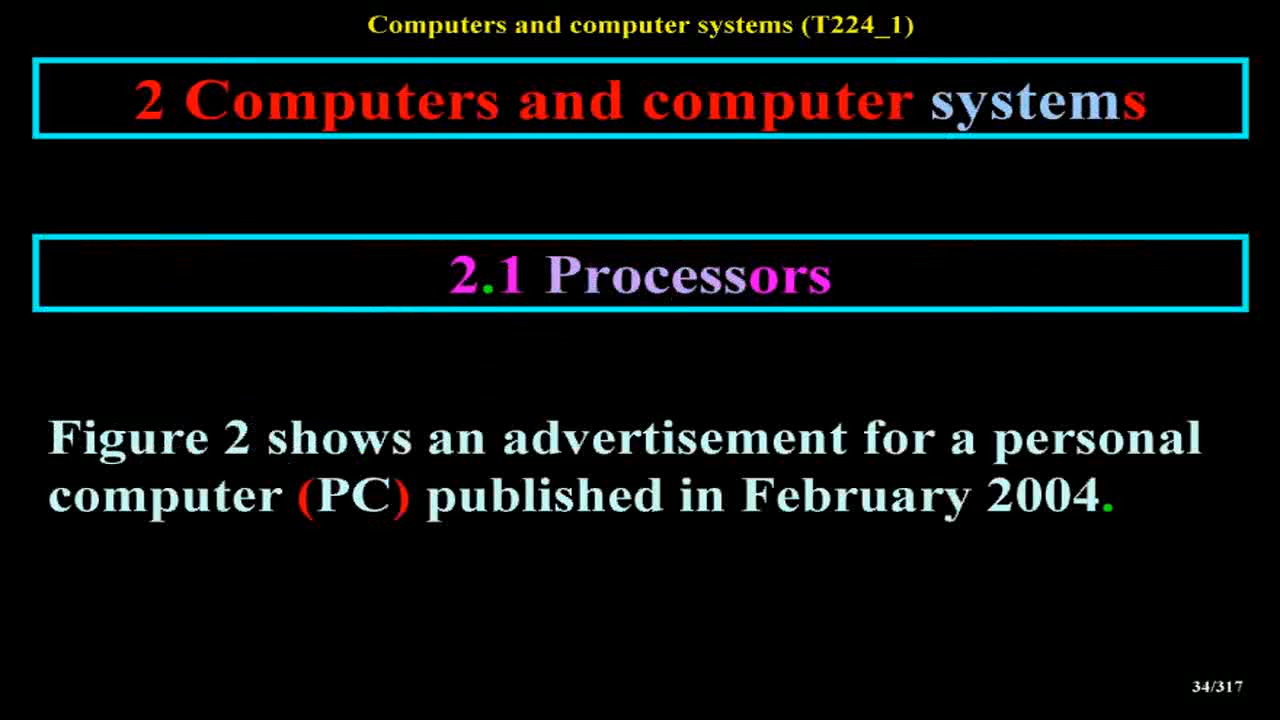 Computers and computer systems (T224_1)
2 Computers and computer systems
2.1 Processors
Figure 2 shows an advertisement for a personal
computer (PC) published in February 2004.
34/317